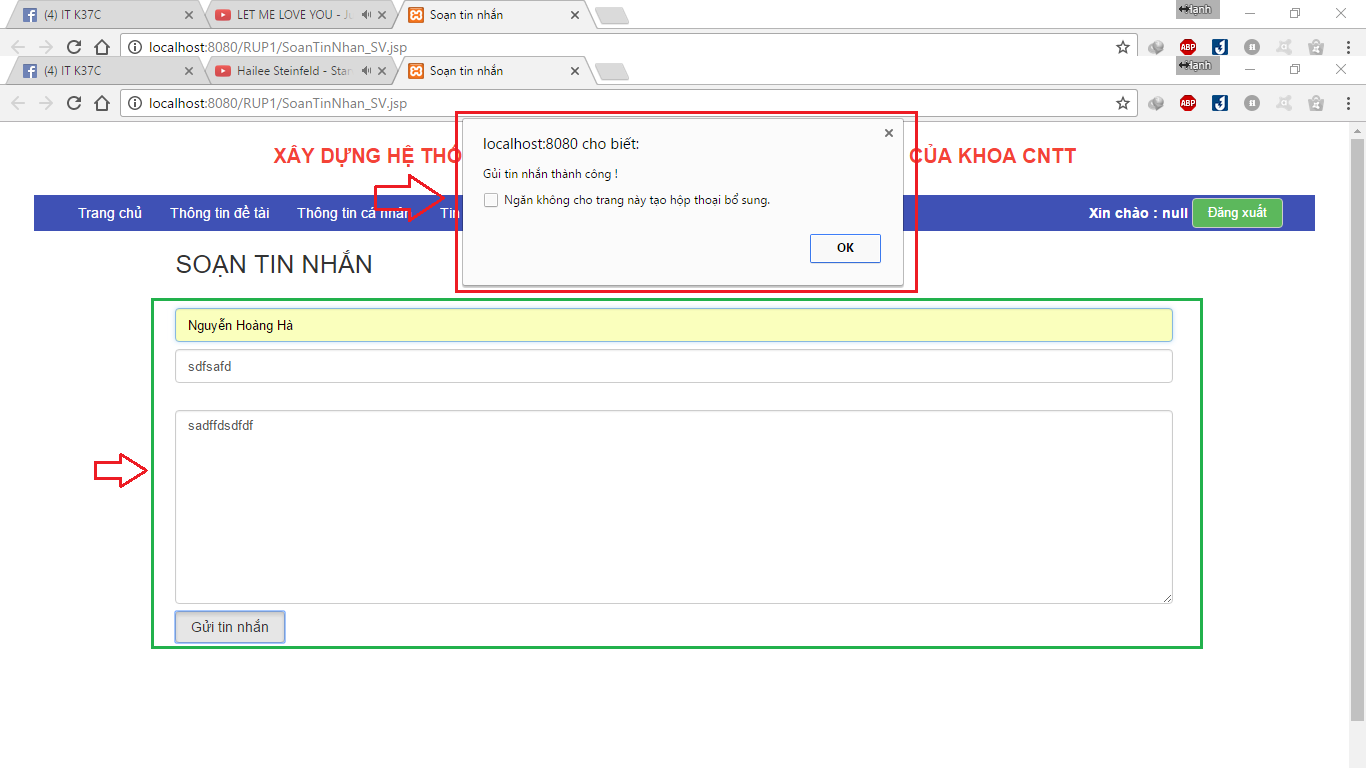 (4) IT K37C
LET ME LOVE YOU - Ju
Soạn tin nhắn
localhost:8080/RUP1/SoanTinNhan_SV.jsp
ABP
(4) IT K37C
Hailee Steinfeld - Star
Soạn tin nhắn
localhost:8080/RUP1/SoanTinNhan_SV.jsp
ABP
XÂY DỰNG HỆ THỐ
CỦA KHOA CNTT
localhost:8080 cho biết:
Gủi tin nhắn thành công !
Ngăn không cho trang này tạo hộp thoại bổ sung.
OK
Trang chủ
Thông tin đề tài
Thông tin cá nhân
Tin
Xin chào : null
Đăng xuất
SOẠN TIN NHẮN
Nguyễn Hoàng Hà
sdfsafd
sadffdsdfdf
Gửi tin nhắn